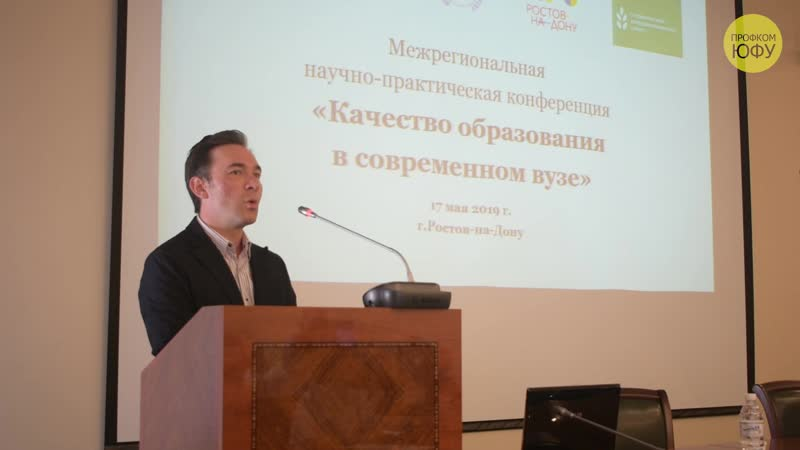 РОСТОВ-
НА-ДОНУ
ПРОФКОМ
ЮФУ
Межрегиональная
научно-практическая конференция
«Качество образования
в современном вузе»
17 мая 2019 г.
г.Ростов-на-Дону